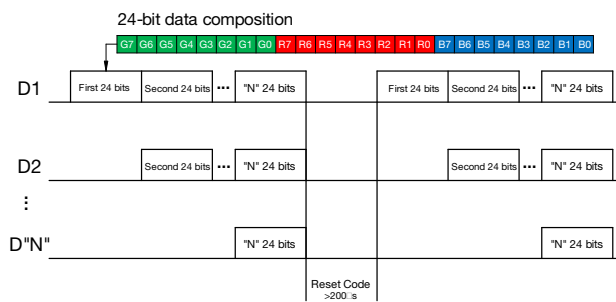 24-bit data composition
G7 G6 G5 G4 G3 G2 G1 G0 R7 R6 R5 R4 R3 R2 R1 R0 B7 B6 B5 B4 B3 B2 B1 B0
D1 First 24 bits Second 24 bits ••• "N" 24 bits First 24 bits Second 24 bits ••• "N" 24 bits
D2 Second 24 bits ••• "N" 24 bits Second 24 bits ••• "N" 24 bits
⋮
D"N" "N" 24 bits "N" 24 bits
Reset Code
>200□s